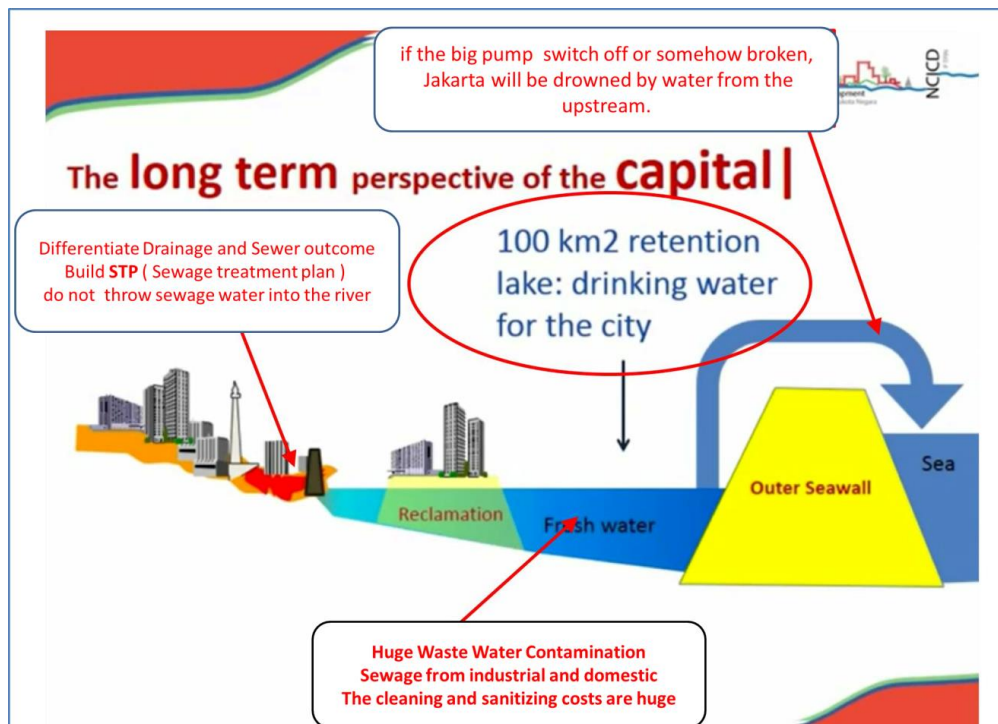 if the big pump switch off or somehow broken,
Jakarta will be drowned by water from the
upstream.
NCICD
The long term perspective of the capital|
Differentiate Drainage and Sewer outcome
Build STP ( Sewage treatment plan )
do not throw sewage water into the river
100 km2 retention
lake: drinking water
for the city
Sea
Outer Seawall
Reclamation
Fresh water
Huge Waste Water Contamination
Sewage from industrial and domestic
The cleaning and sanitizing costs are huge